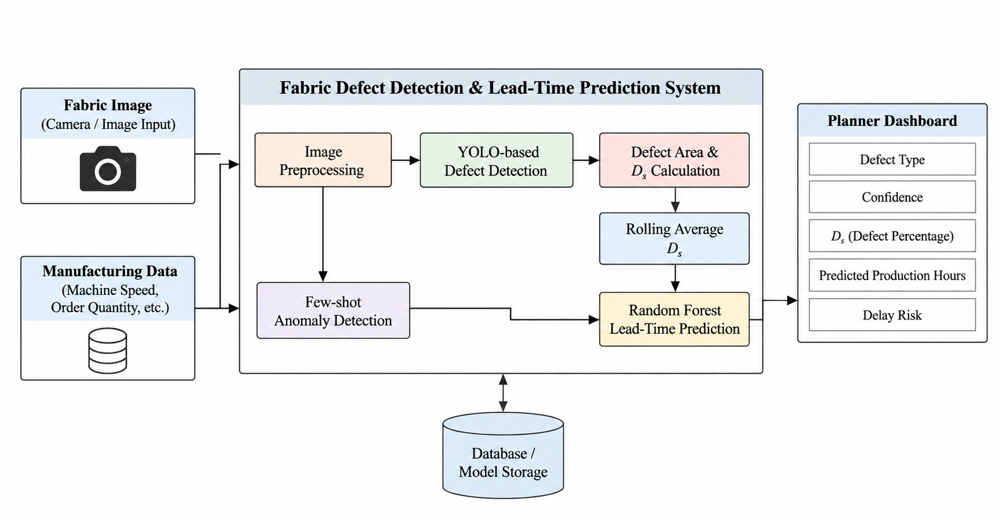 Fabric Defect Detection & Lead-Time Prediction System
Fabric Image
(Camera / Image Input)
Manufacturing Data
(Machine Speed,
Order Quantity, etc.)
Image
Preprocessing
YOLO-based
Defect Detection
Defect Area &
Ds Calculation
Rolling Average
Ds
Few-shot
Anomaly Detection
Random Forest
Lead-Time Prediction
Planner Dashboard
Defect Type
Confidence
Ds (Defect Percentage)
Predicted Production Hours
Delay Risk
Database /
Model Storage